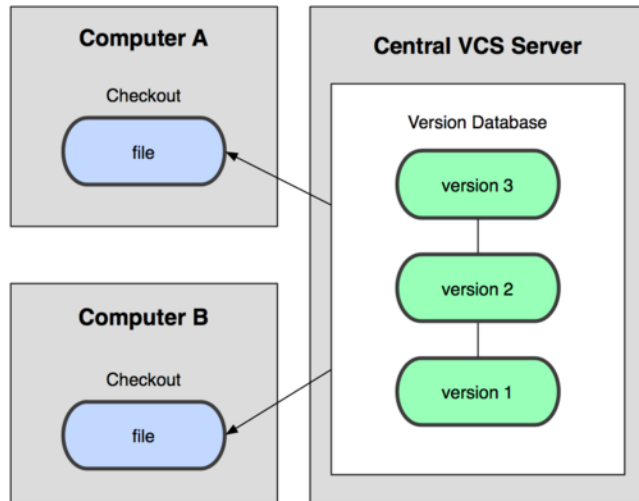 Computer A
Checkout
file
Computer B
Checkout
file
Central VCS Server
Version Database
version 3
version 2
version 1